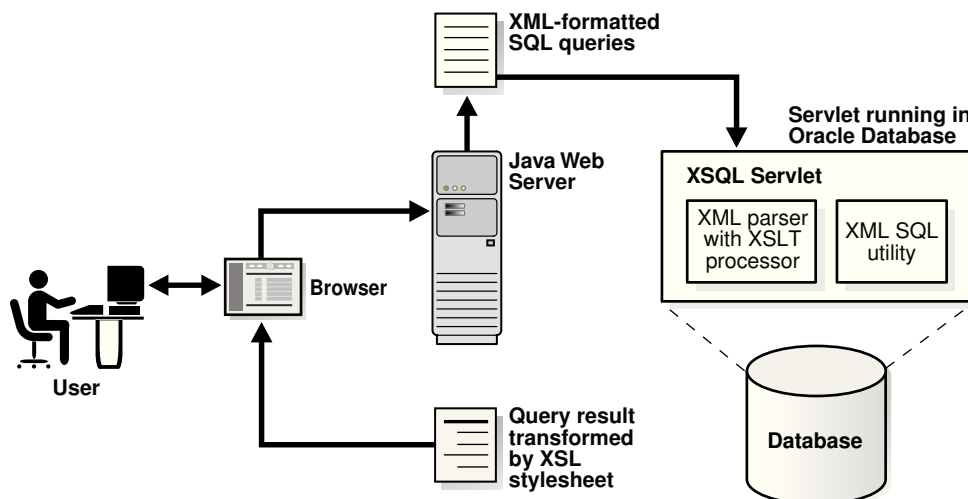 XML-formatted
SQL queries
Servlet running in
Oracle Database
Java Web
Server
XSQL Servlet
XML parser
with XSLT
processor
XML SQL
utility
Browser
User
Query result
transformed
by XSL
stylesheet
Database